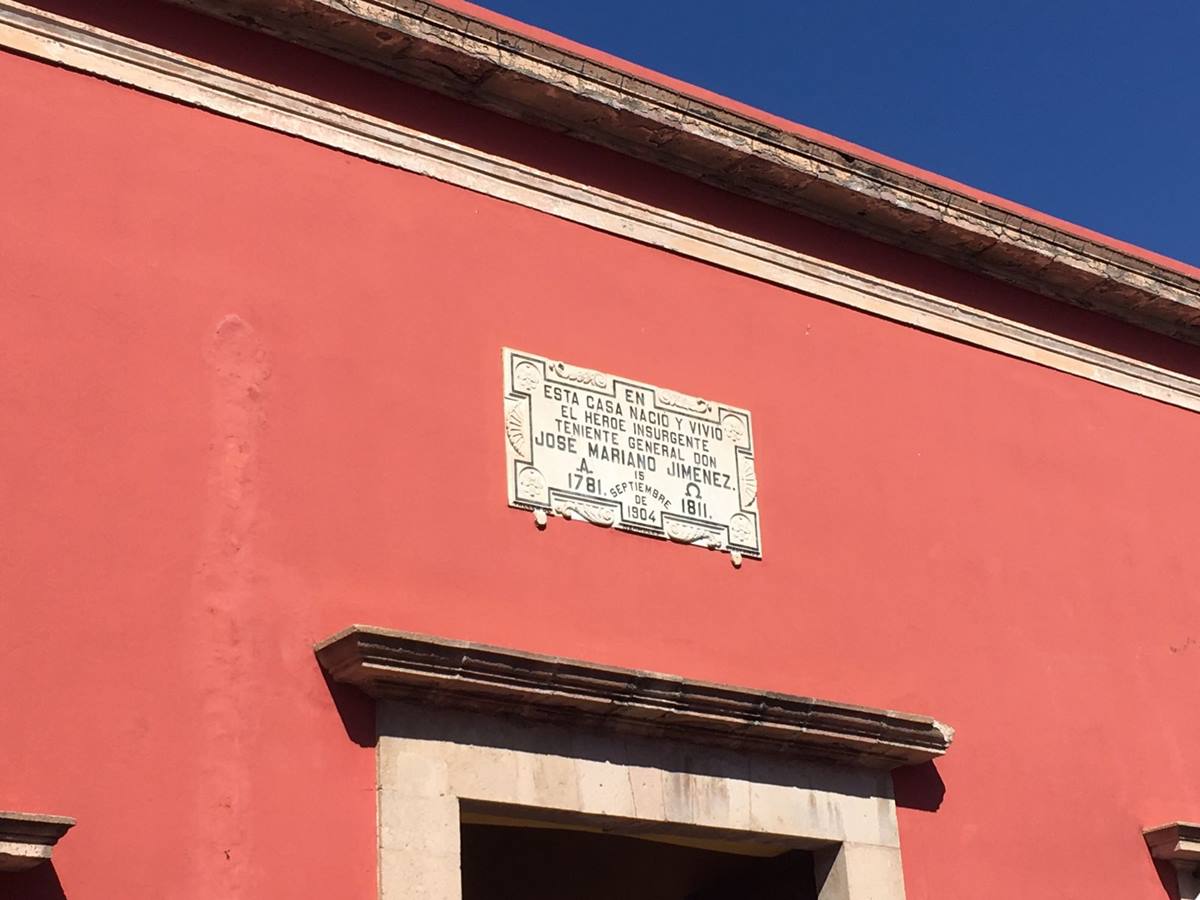 EN
ESTA CASA NACIO Y VIVIO
EL HEROE INSURGENTE
TENIENTE GENERAL DON
JOSE MARIANO JIMENEZ.
A 15 Ω
1781. SEPTIEMBRE 1811.
DE
1904